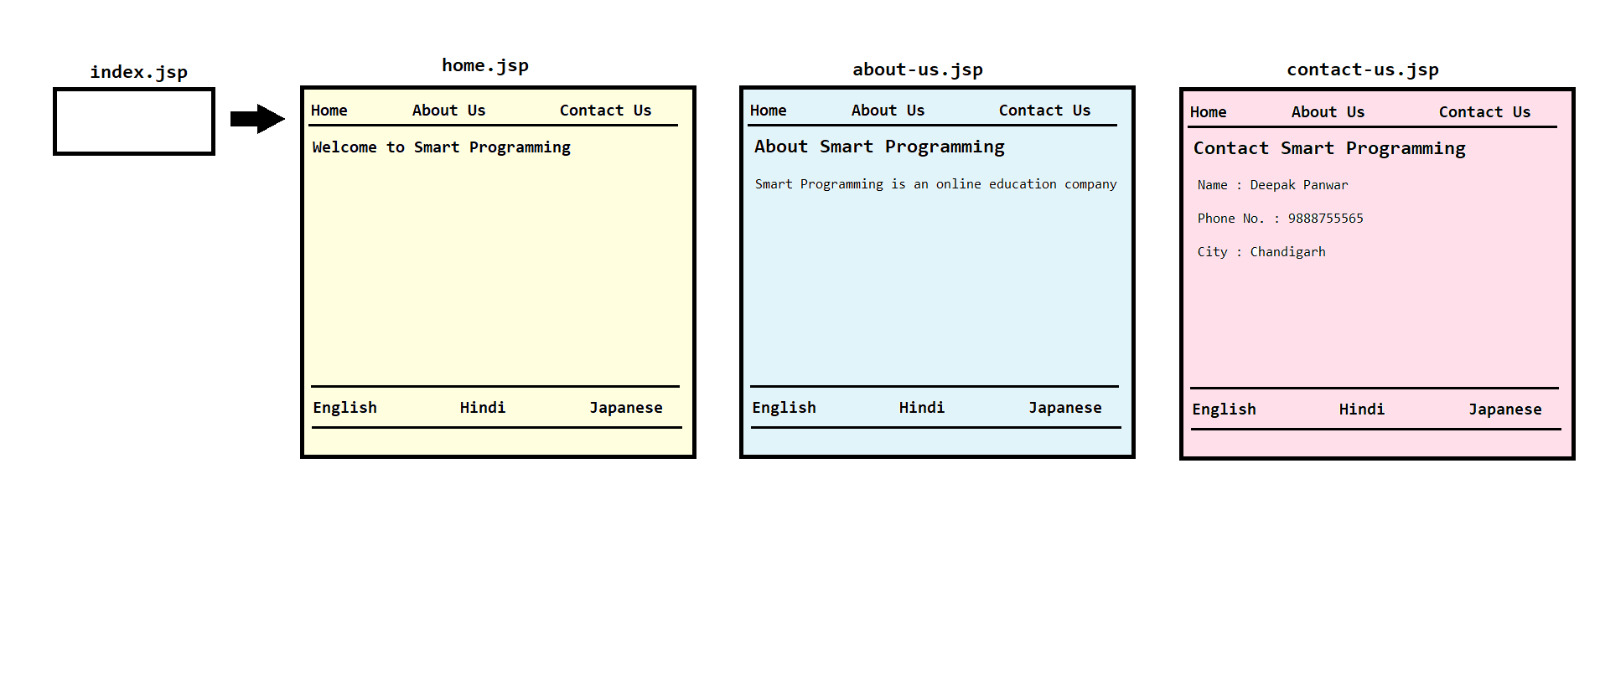 index.jsp
home.jsp
Home About Us Contact Us
Welcome to Smart Programming
English Hindi Japanese
about-us.jsp
Home About Us Contact Us
About Smart Programming
Smart Programming is an online education company
English Hindi Japanese
contact-us.jsp
Home About Us Contact Us
Contact Smart Programming
Name : Deepak Panwar
Phone No. : 9888755565
City : Chandigarh
English Hindi Japanese